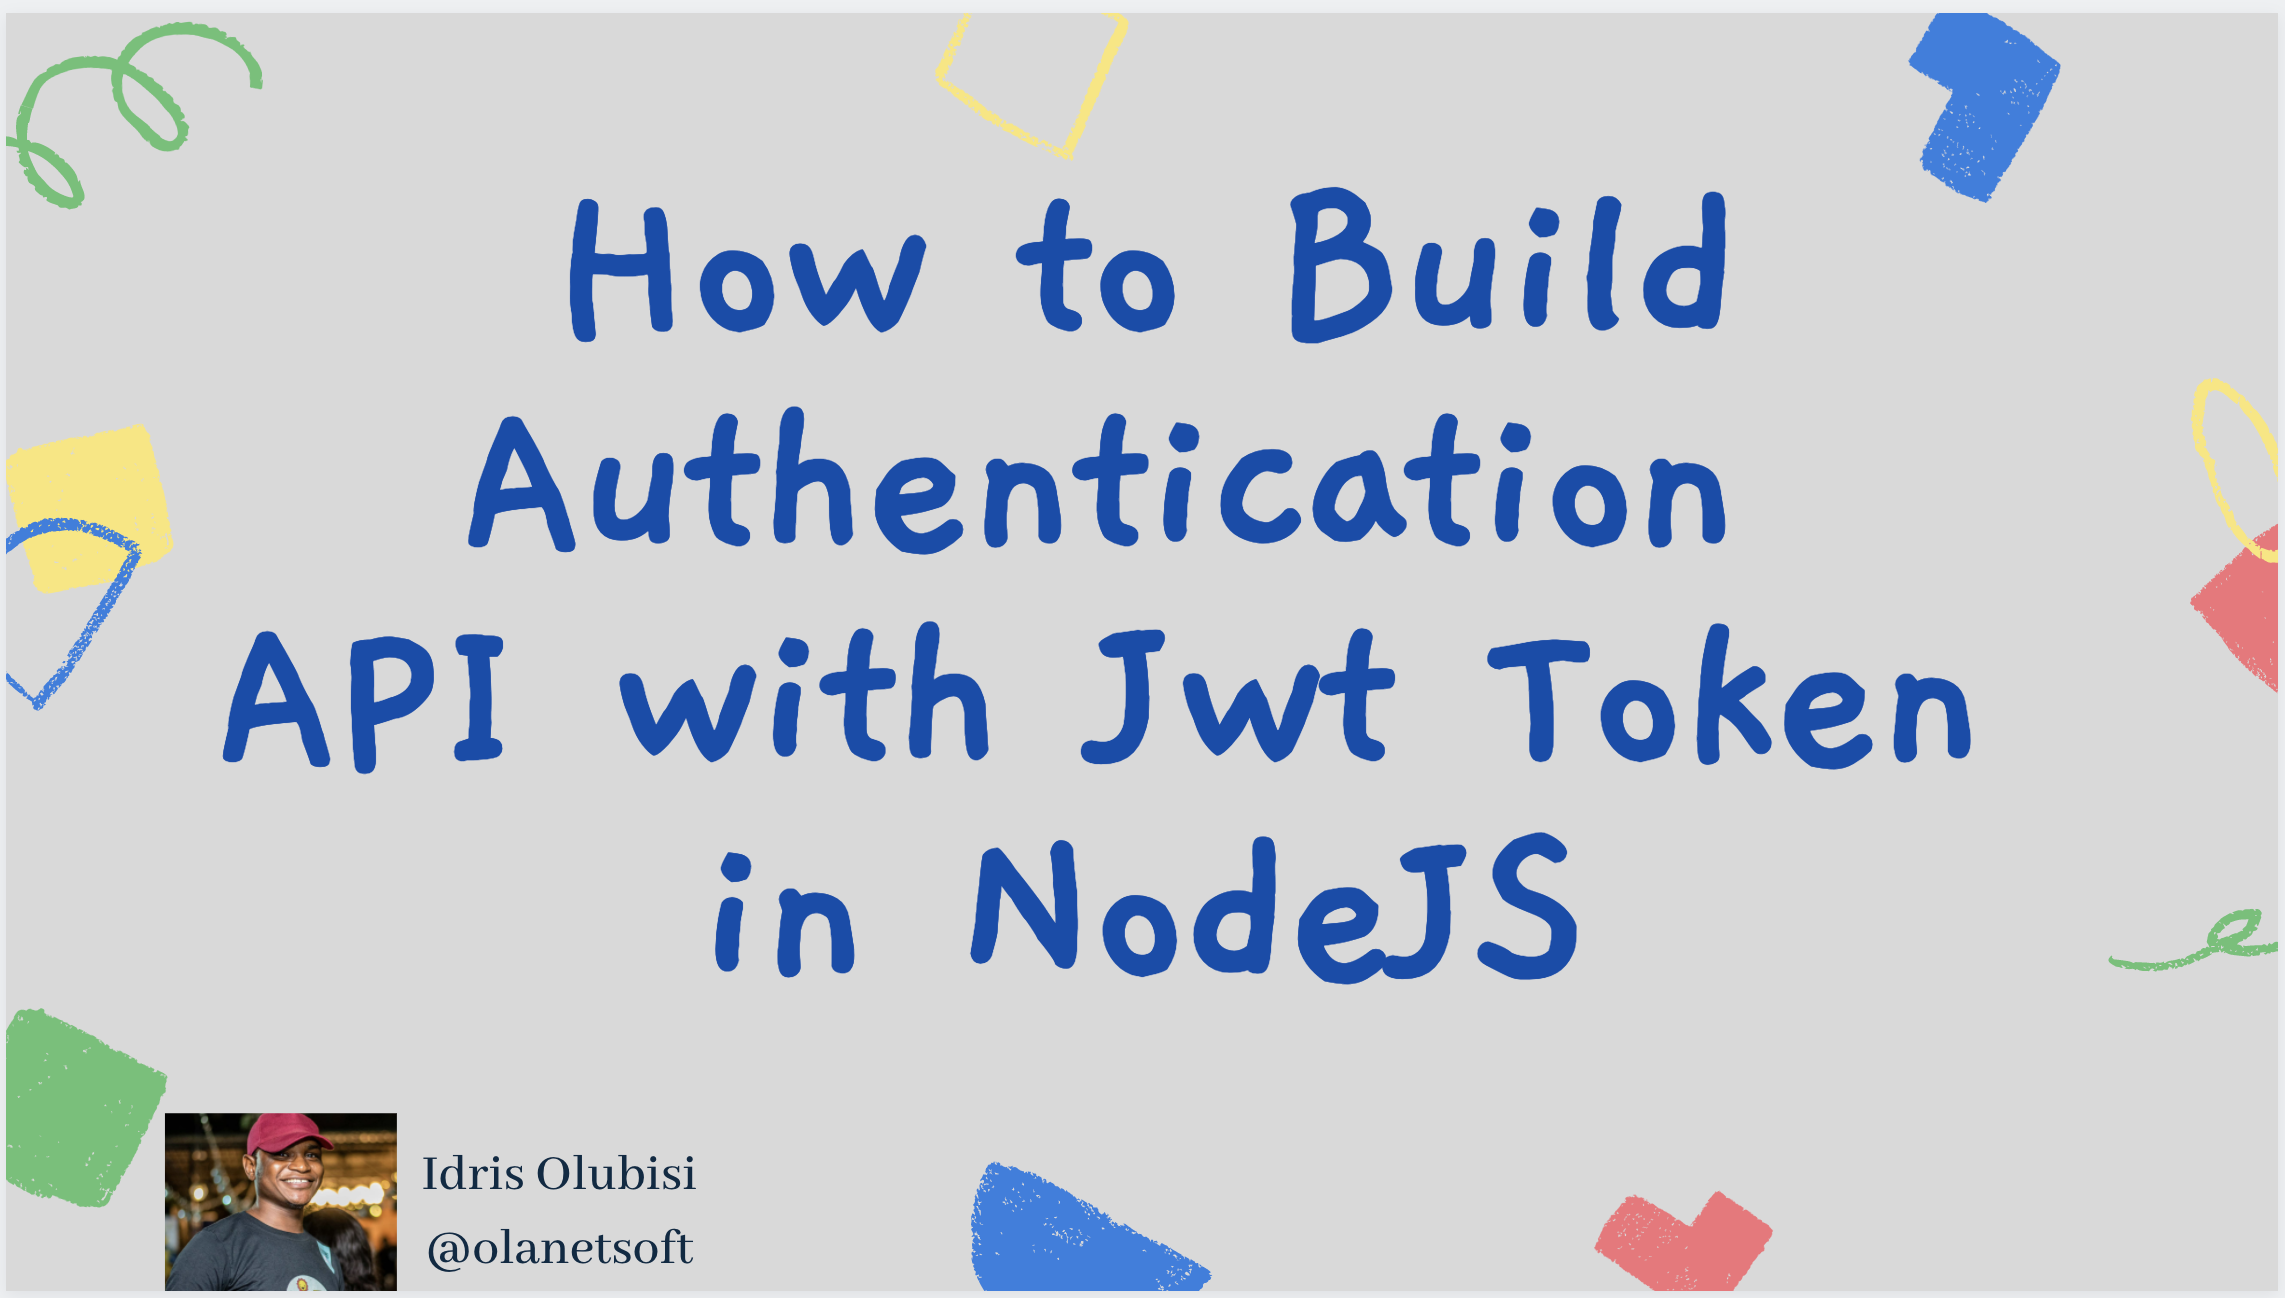 How to Build
Authentication
API with Jwt Token
in NodeJS
Idris Olubisi
@olanetsoft